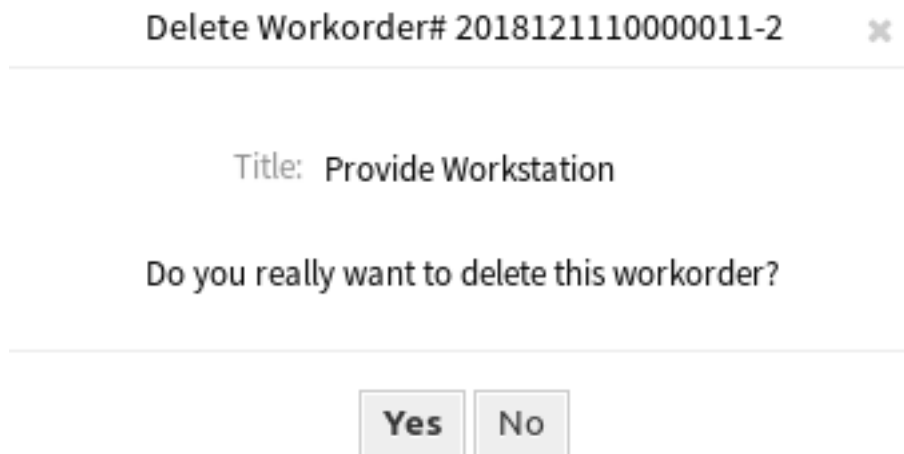 Delete Workorder# 2018121110000011-2 ✖
Title: Provide Workstation
Do you really want to delete this workorder?
Yes No